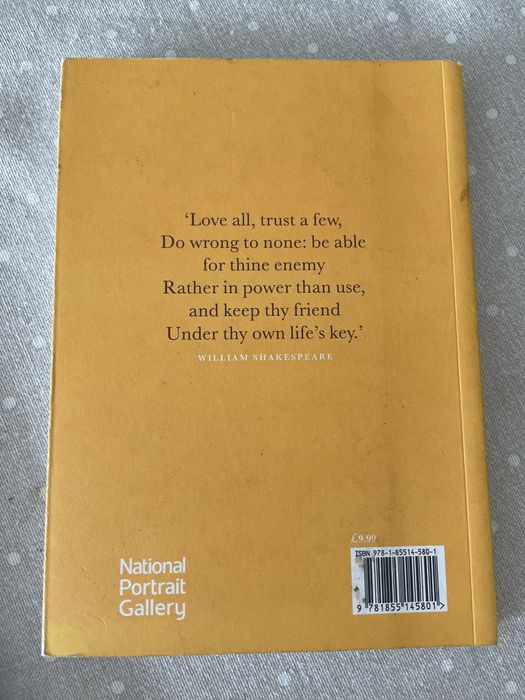 ‘Love all, trust a few,
Do wrong to none: be able
for thine enemy
Rather in power than use,
and keep thy friend
Under thy own life’s key.’
WILLIAM SHAKESPEARE
£9.99
ISBN 978-1-85514-580-1
9 781855 145801>
National
Portrait
Gallery